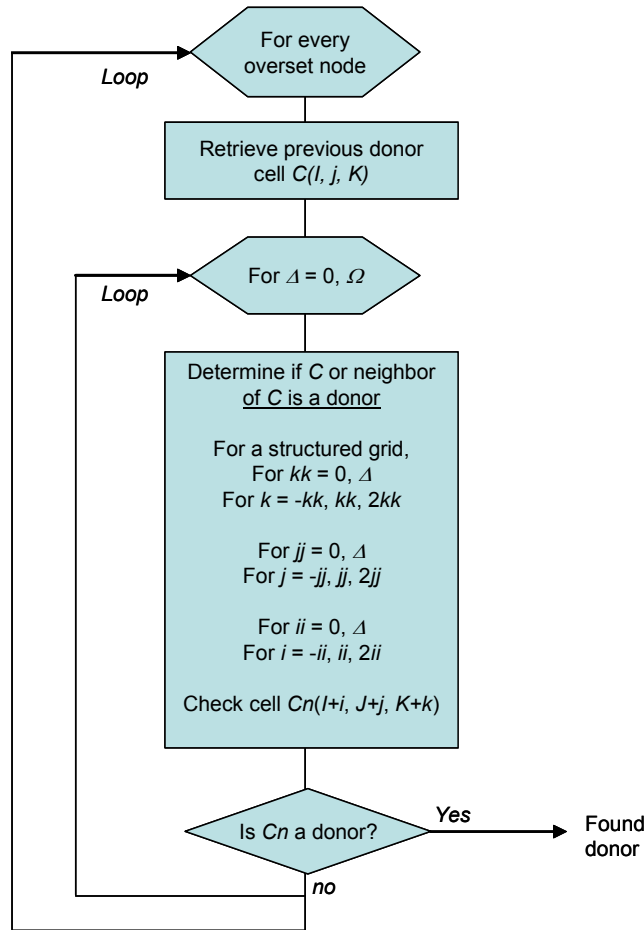 For every
overset node
Loop
Retrieve previous donor
cell C(I, j, K)
For Δ = 0, Ω
Loop
Determine if C or neighbor
of C is a donor
For a structured grid,
For kk = 0, Δ
For k = -kk, kk, 2kk
For jj = 0, Δ
For j = -jj, jj, 2jj
For ii = 0, Δ
For i = -ii, ii, 2ii
Check cell Cn(I+i, J+j, K+k)
Is Cn a donor?
Yes
Found
donor
no